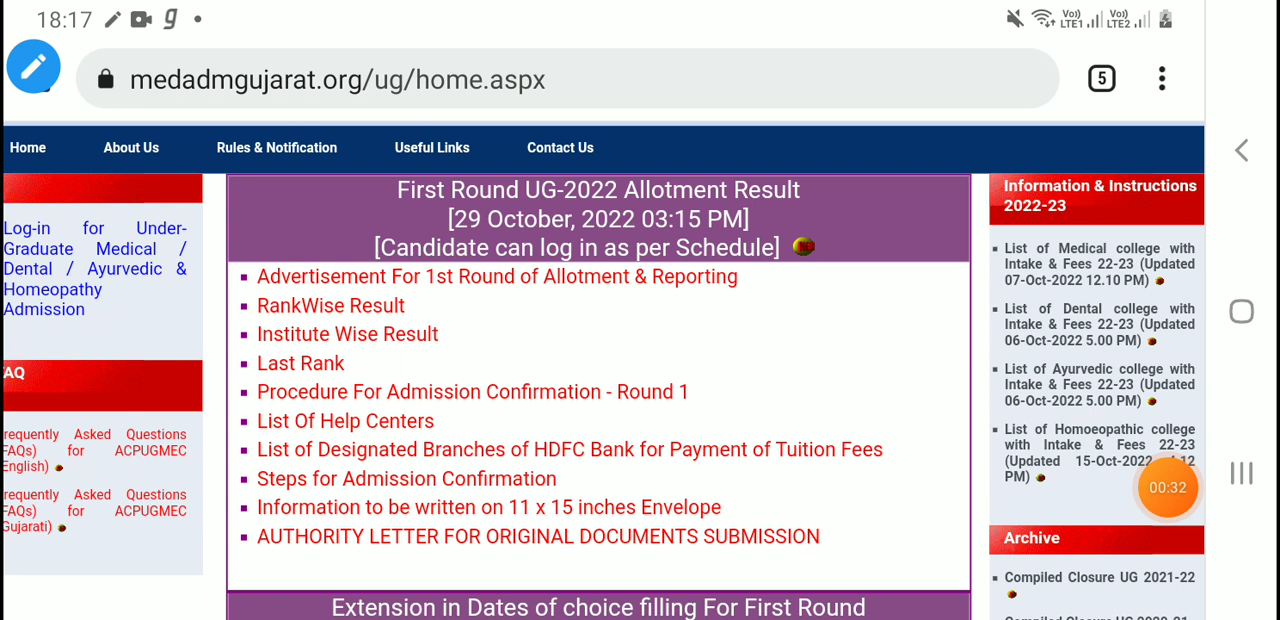 18:17
Vo)) LTE1 Vo)) LTE2
medadmgujarat.org/ug/home.aspx
5
Home About Us Rules & Notification Useful Links Contact Us
Log-in for Under-
Graduate Medical /
Dental / Ayurvedic &
Homeopathy
Admission
AQ
requently Asked Questions
FAQs) for ACPUGMEC
English)
requently Asked Questions
FAQs) for ACPUGMEC
Gujarati)
First Round UG-2022 Allotment Result
[29 October, 2022 03:15 PM]
[Candidate can log in as per Schedule]
Advertisement For 1st Round of Allotment & Reporting
RankWise Result
Institute Wise Result
Last Rank
Procedure For Admission Confirmation - Round 1
List Of Help Centers
List of Designated Branches of HDFC Bank for Payment of Tuition Fees
Steps for Admission Confirmation
Information to be written on 11 x 15 inches Envelope
AUTHORITY LETTER FOR ORIGINAL DOCUMENTS SUBMISSION
Extension in Dates of choice filling For First Round
Information & Instructions
2022-23
List of Medical college with
Intake & Fees 22-23 (Updated
07-Oct-2022 12.10 PM)
List of Dental college with
Intake & Fees 22-23 (Updated
06-Oct-2022 5.00 PM)
List of Ayurvedic college with
Intake & Fees 22-23 (Updated
06-Oct-2022 5.00 PM)
List of Homoeopathic college
with Intake & Fees 22-23
(Updated 15-Oct-2022
PM)
00:32
Archive
Compiled Closure UG 2021-22